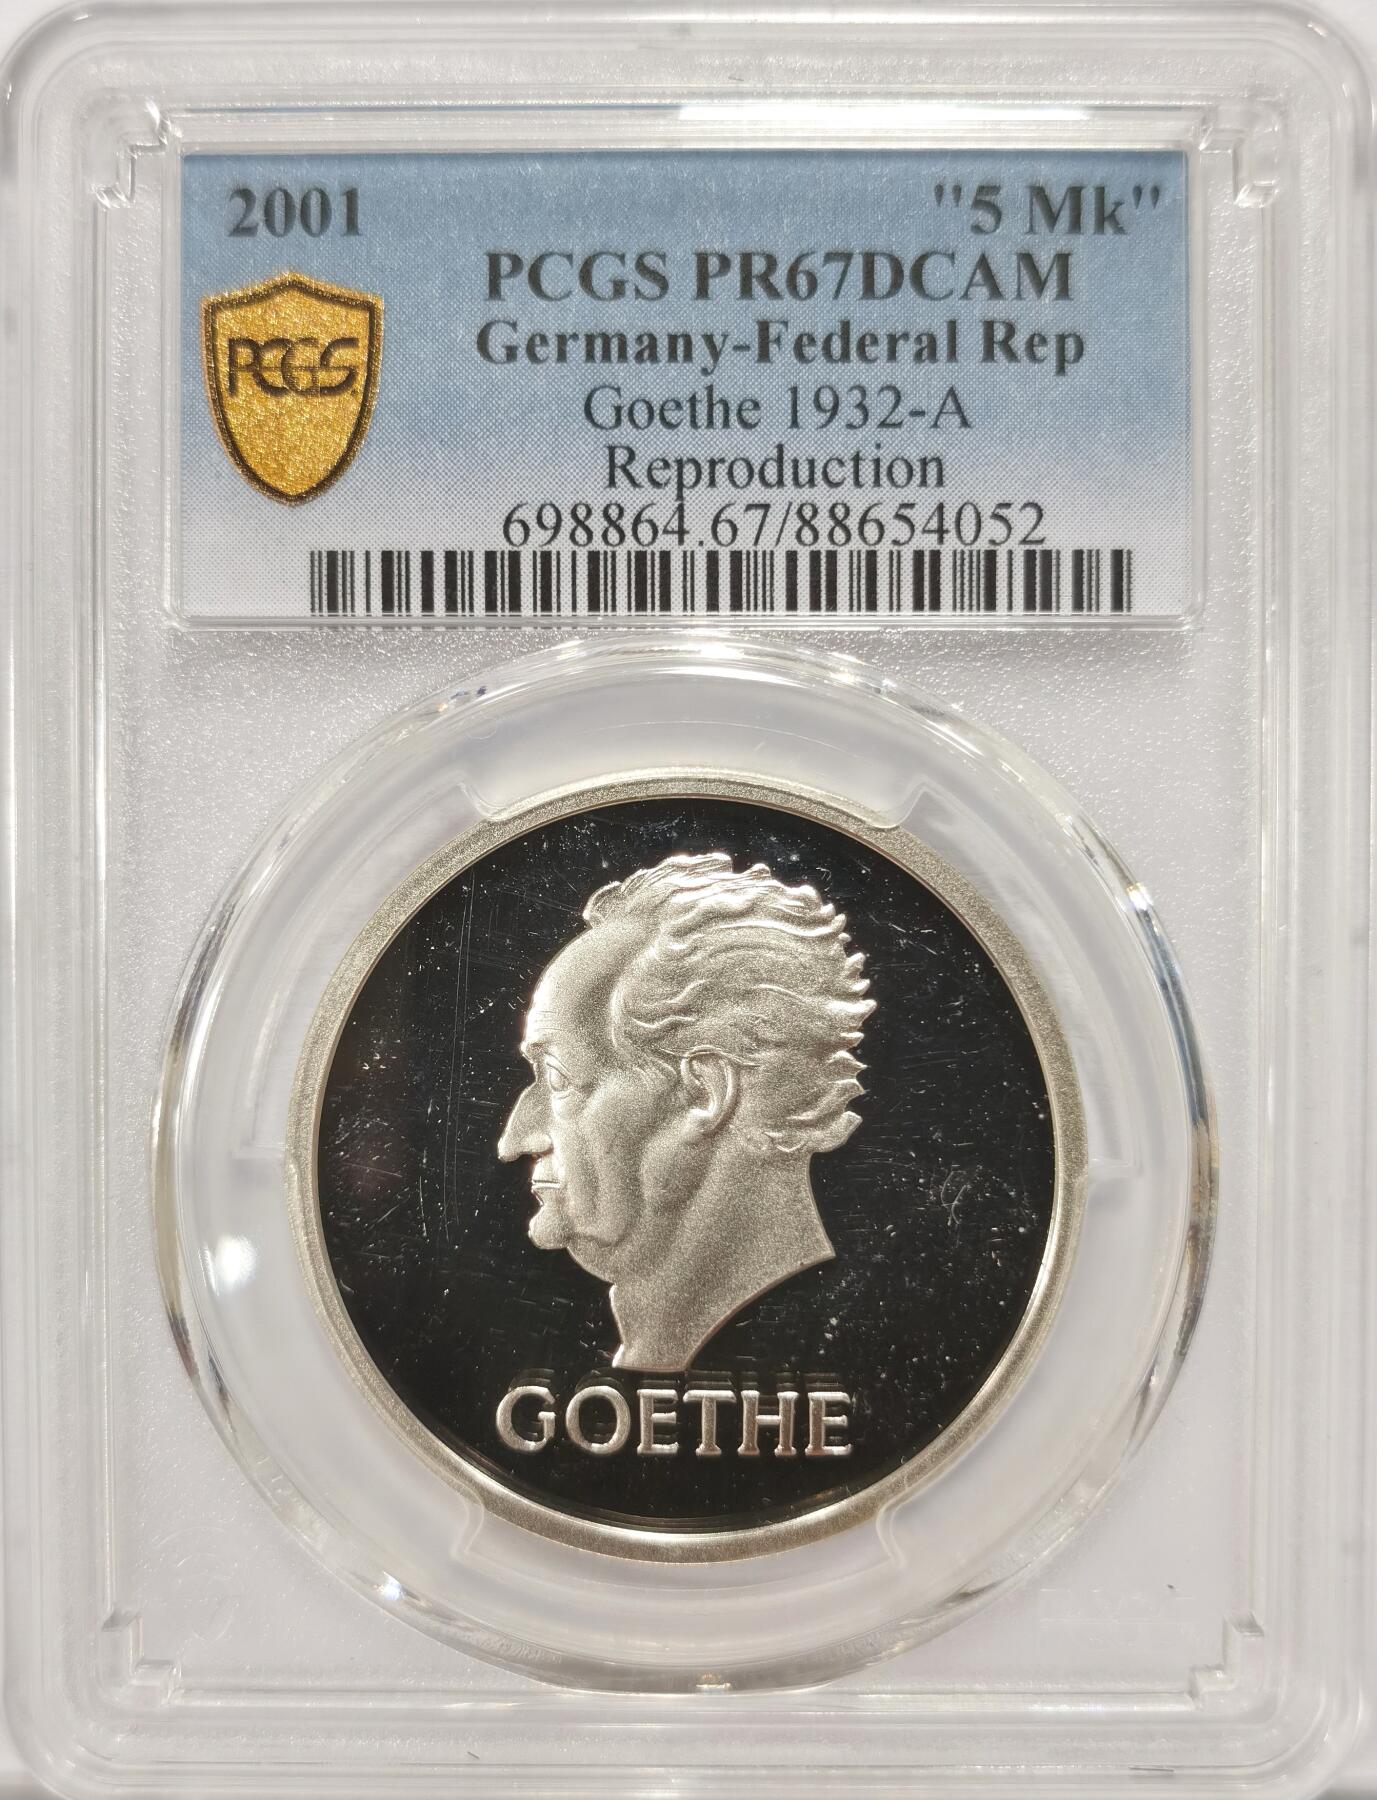 2001 "5 Mk"
PCGS PR67DCAM
Germany-Federal Rep
PCGS
Goethe 1932-A
Reproduction
698864.67/88654052
GOETHE